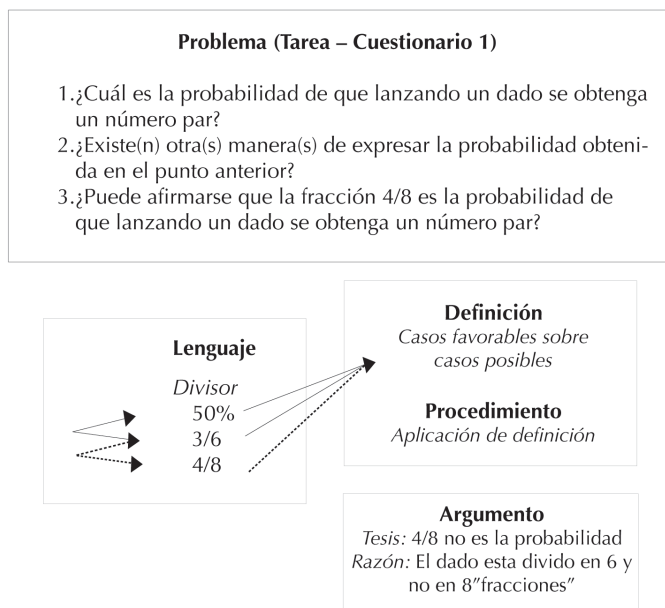 Problema (Tarea – Cuestionario 1)
1.¿Cuál es la probabilidad de que lanzando un dado se obtenga
un número par?
2.¿Existe(n) otra(s) manera(s) de expresar la probabilidad obteni-
da en el punto anterior?
3.¿Puede afirmarse que la fracción 4/8 es la probabilidad de
que lanzando un dado se obtenga un número par?
Lenguaje
Divisor
50%
3/6
4/8
Definición
Casos favorables sobre
casos posibles
Procedimiento
Aplicación de definición
Argumento
Tesis: 4/8 no es la probabilidad
Razón: El dado esta divido en 6 y
no en 8”fracciones”